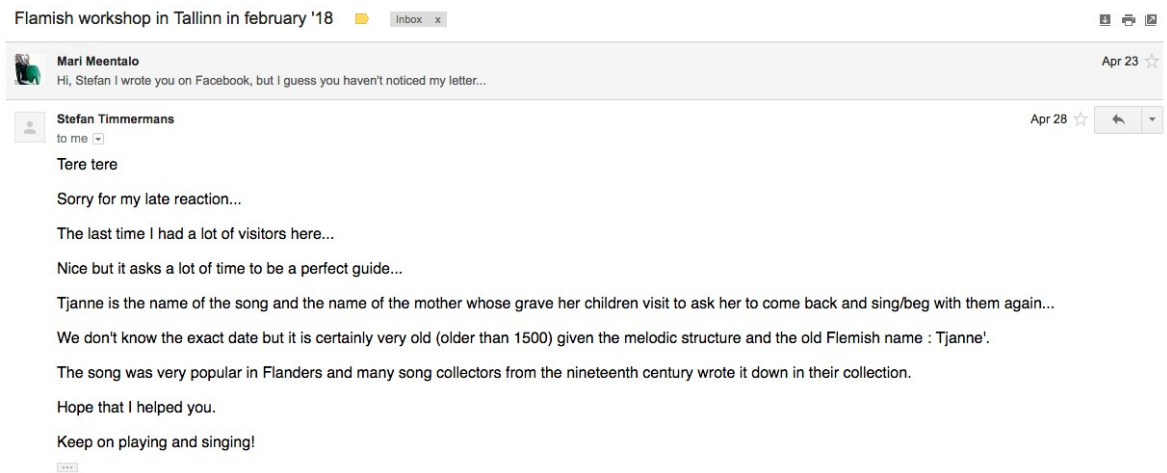 Flamish workshop in Tallinn in february '18
Inbox x
Mari Meentalo
Apr 23
Hi, Stefan I wrote you on Facebook, but I guess you haven't noticed my letter...
Stefan Timmermans
Apr 28
to me
Tere tere
Sorry for my late reaction...
The last time I had a lot of visitors here...
Nice but it asks a lot of time to be a perfect guide...
Tjanne is the name of the song and the name of the mother whose grave her children visit to ask her to come back and sing/beg with them again...
We don't know the exact date but it is certainly very old (older than 1500) given the melodic structure and the old Flemish name : Tjanne'.
The song was very popular in Flanders and many song collectors from the nineteenth century wrote it down in their collection.
Hope that I helped you.
Keep on playing and singing!